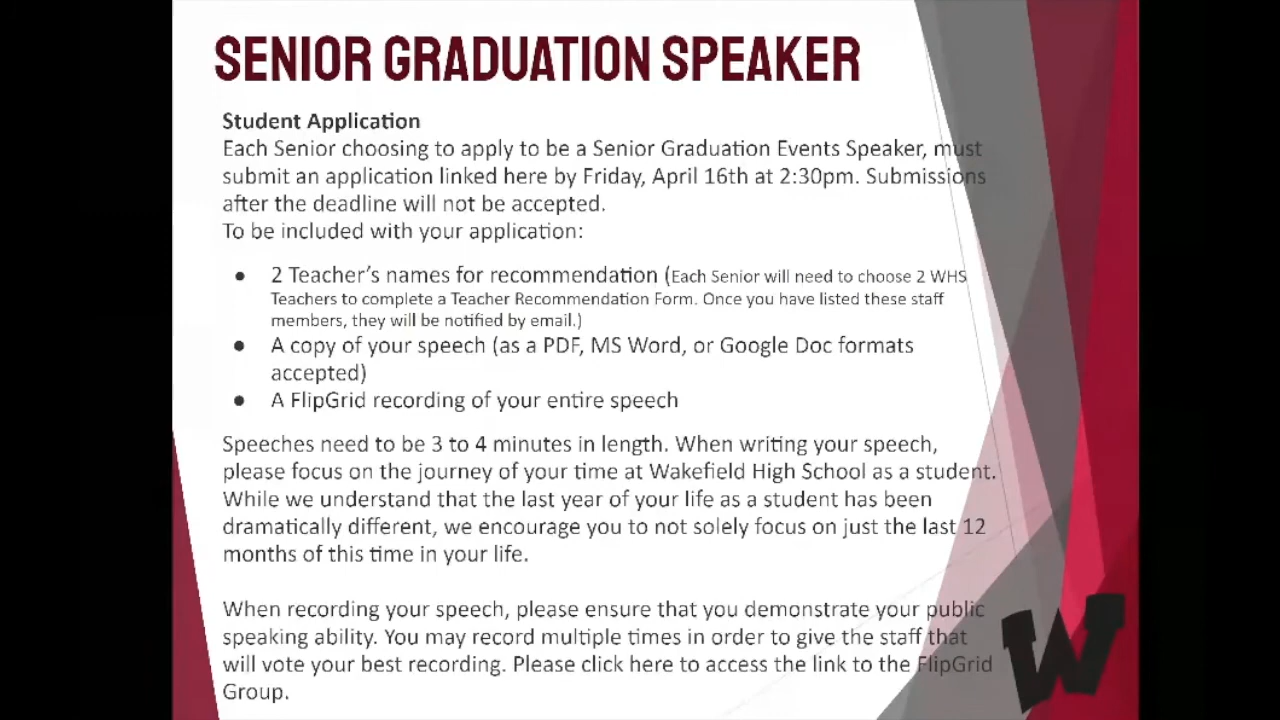 SENIOR GRADUATION SPEAKER
Student Application
Each Senior choosing to apply to be a Senior Graduation Events Speaker, must
submit an application linked here by Friday, April 16th at 2:30pm. Submissions
after the deadline will not be accepted.
To be included with your application:
● 2 Teacher's names for recommendation (Each Senior will need to choose 2 WHS
Teachers to complete a Teacher Recommendation Form. Once you have listed these staff
members, they will be notified by email.)
● A copy of your speech (as a PDF, MS Word, or Google Doc formats
accepted)
● A FlipGrid recording of your entire speech
Speeches need to be 3 to 4 minutes in length. When writing your speech,
please focus on the journey of your time at Wakefield High School as a student.
While we understand that the last year of your life as a student has been
dramatically different, we encourage you to not solely focus on just the last 12
months of this time in your life.
When recording your speech, please ensure that you demonstrate your public
speaking ability. You may record multiple times in order to give the staff that
will vote your best recording. Please click here to access the link to the FlipGrid
Group.
W